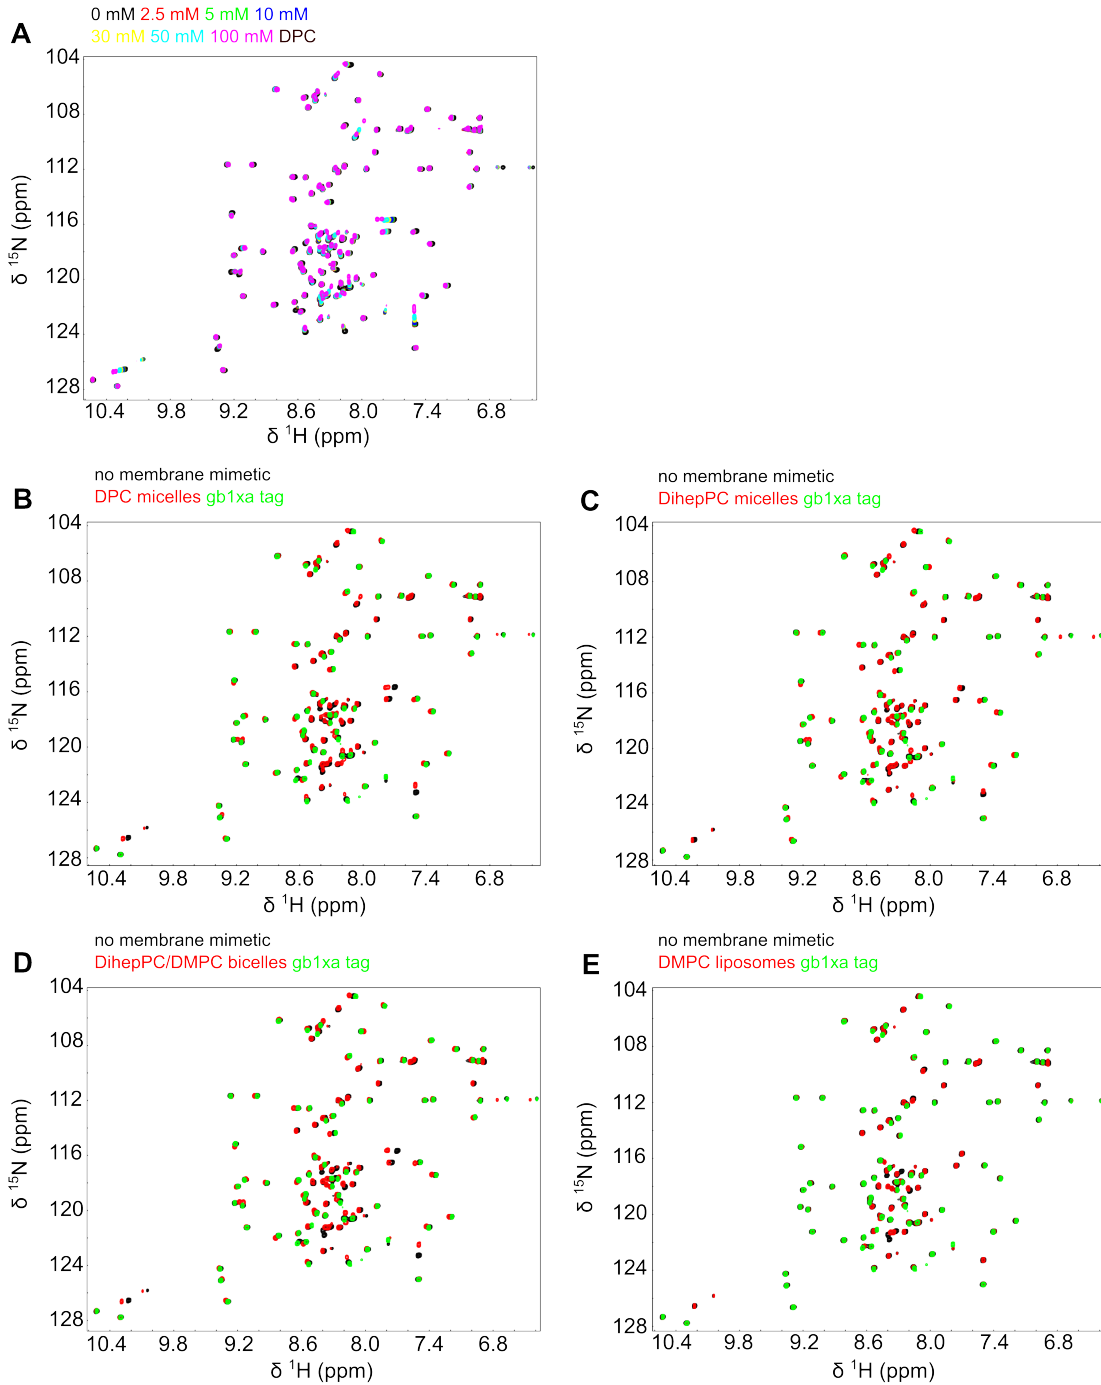 0 mM 2.5 mM 5 mM 10 mM
30 mM 50 mM 100 mM DPC
A
104
108
112
116
120
124
128
δ ¹⁵N (ppm)
10.4 9.8 9.2 8.6 8.0 7.4 6.8
δ ¹H (ppm)
no membrane mimetic
DPC micelles gb1xa tag
B
104
108
112
116
120
124
128
δ ¹⁵N (ppm)
10.4 9.8 9.2 8.6 8.0 7.4 6.8
δ ¹H (ppm)
no membrane mimetic
DihepPC micelles gb1xa tag
C
104
108
112
116
120
124
128
δ ¹⁵N (ppm)
10.4 9.8 9.2 8.6 8.0 7.4 6.8
δ ¹H (ppm)
no membrane mimetic
DihepPC/DMPC bicelles gb1xa tag
D
104
108
112
116
120
124
128
δ ¹⁵N (ppm)
10.4 9.8 9.2 8.6 8.0 7.4 6.8
δ ¹H (ppm)
no membrane mimetic
DMPC liposomes gb1xa tag
E
104
108
112
116
120
124
128
δ ¹⁵N (ppm)
10.4 9.8 9.2 8.6 8.0 7.4 6.8
δ ¹H (ppm)